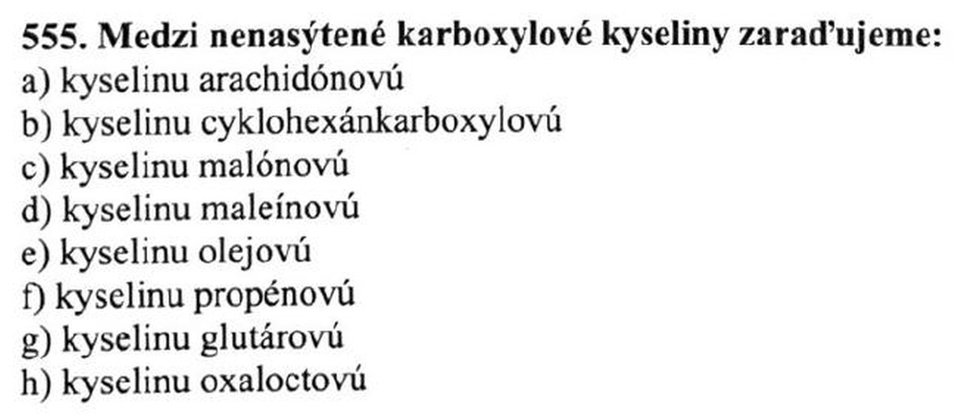 555. Medzi nenasýtené karboxylové kyseliny zaraďujeme:
a) kyselinu arachidónovú
b) kyselinu cyklohexánkarboxylovú
c) kyselinu malónovú
d) kyselinu maleínovú
e) kyselinu olejovú
f) kyselinu propénovú
g) kyselinu glutárovú
h) kyselinu oxaloctovú